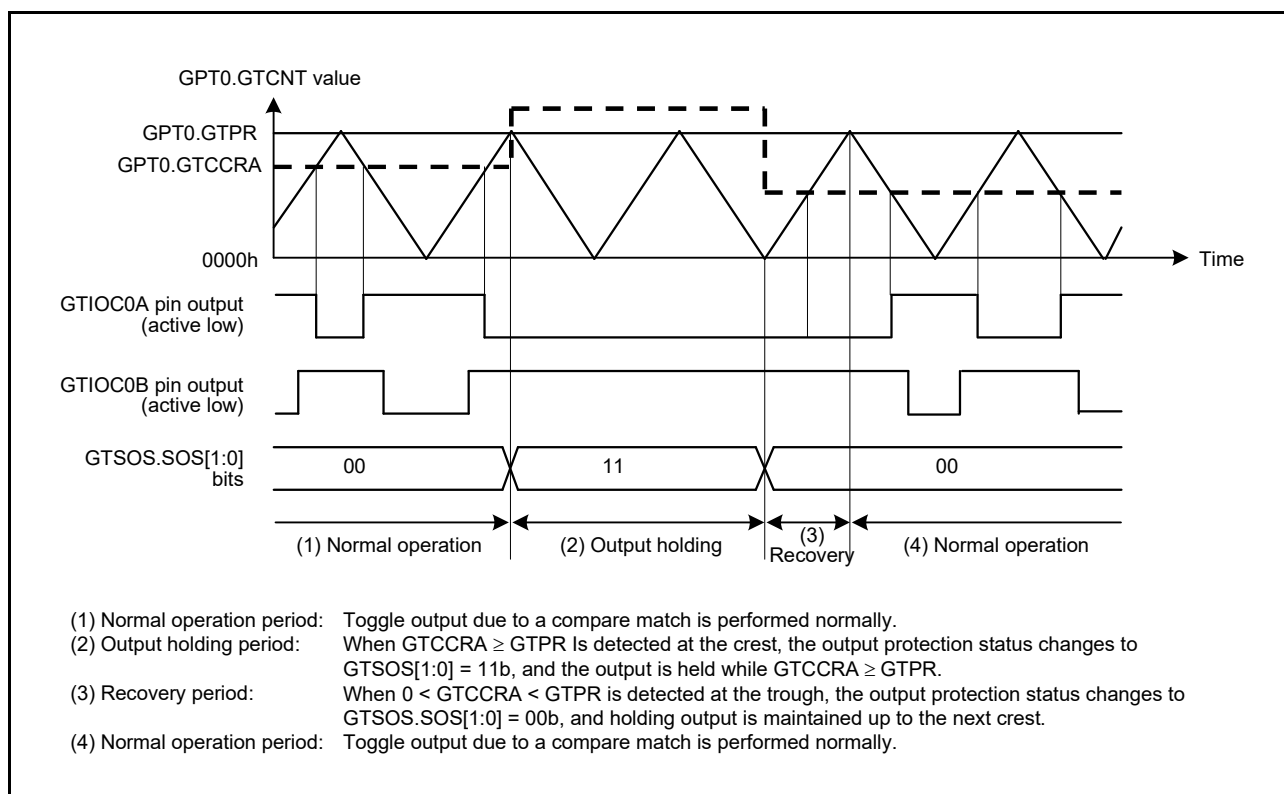 GPT0.GTCNT value
GPT0.GTPR
GPT0.GTCCRA
0000h
Time
GTIOC0A pin output
(active low)
GTIOC0B pin output
(active low)
GTSOS.SOS[1:0]
bits
00
11
00
(1) Normal operation
(2) Output holding
(3)
Recovery
(4) Normal operation
(1) Normal operation period: Toggle output due to a compare match is performed normally.
(2) Output holding period: When GTCCRA ≥ GTPR Is detected at the crest, the output protection status changes to
GTSOS[1:0] = 11b, and the output is held while GTCCRA ≥ GTPR.
(3) Recovery period: When 0 < GTCCRA < GTPR is detected at the trough, the output protection status changes to
GTSOS.SOS[1:0] = 00b, and holding output is maintained up to the next crest.
(4) Normal operation period: Toggle output due to a compare match is performed normally.